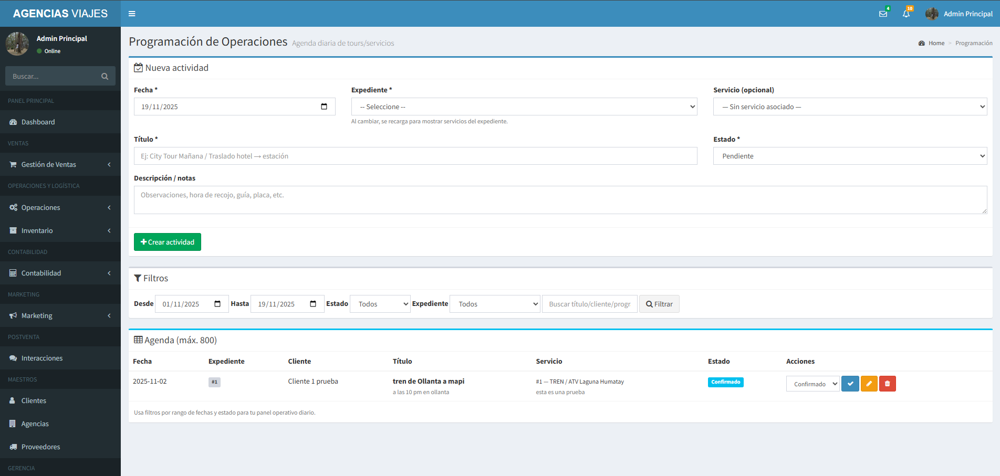 AGENCIAS VIAJES
4
10
Admin Principal
Admin Principal
Online
Buscar...
PANEL PRINCIPAL
Dashboard
VENTAS
Gestión de Ventas
OPERACIONES Y LOGÍSTICA
Operaciones
Inventario
CONTABILIDAD
Contabilidad
MARKETING
Marketing
POSTVENTA
Interacciones
MAESTROS
Clientes
Agencias
Proveedores
GERENCIA
Programación de Operaciones Agenda diaria de tours/servicios
Home > Programación
Nueva actividad
Fecha * Expediente * Servicio (opcional)
19/11/2025 -- Seleccione -- — Sin servicio asociado —
Al cambiar, se recarga para mostrar servicios del expediente.
Título * Estado *
Ej: City Tour Mañana / Traslado hotel → estación Pendiente
Descripción / notas
Observaciones, hora de recojo, guía, placa, etc.
Crear actividad
Filtros
Desde 01/11/2025 Hasta 19/11/2025 Estado Todos Expediente Todos Buscar título/cliente/progr Filtrar
Agenda (máx. 800)
Fecha Expediente Cliente Título Servicio Estado Acciones
2025-11-02 #1 Cliente 1 prueba tren de Ollanta a mapi #1 — TREN / ATV Laguna Humatay Confirmado Confirmado
a las 10 pm en ollanta esta es una prueba
Usa filtros por rango de fechas y estado para tu panel operativo diario.